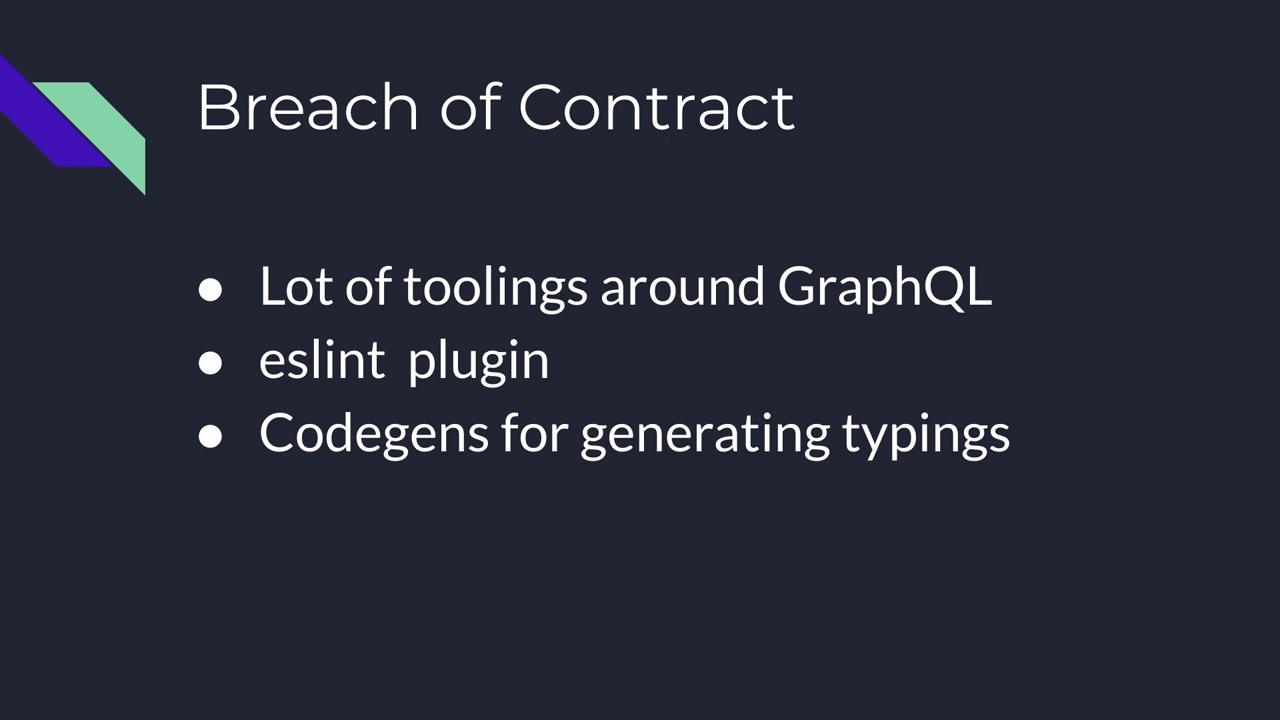 Breach of Contract
● Lot of toolings around GraphQL
● eslint  plugin
● Codegens for generating typings